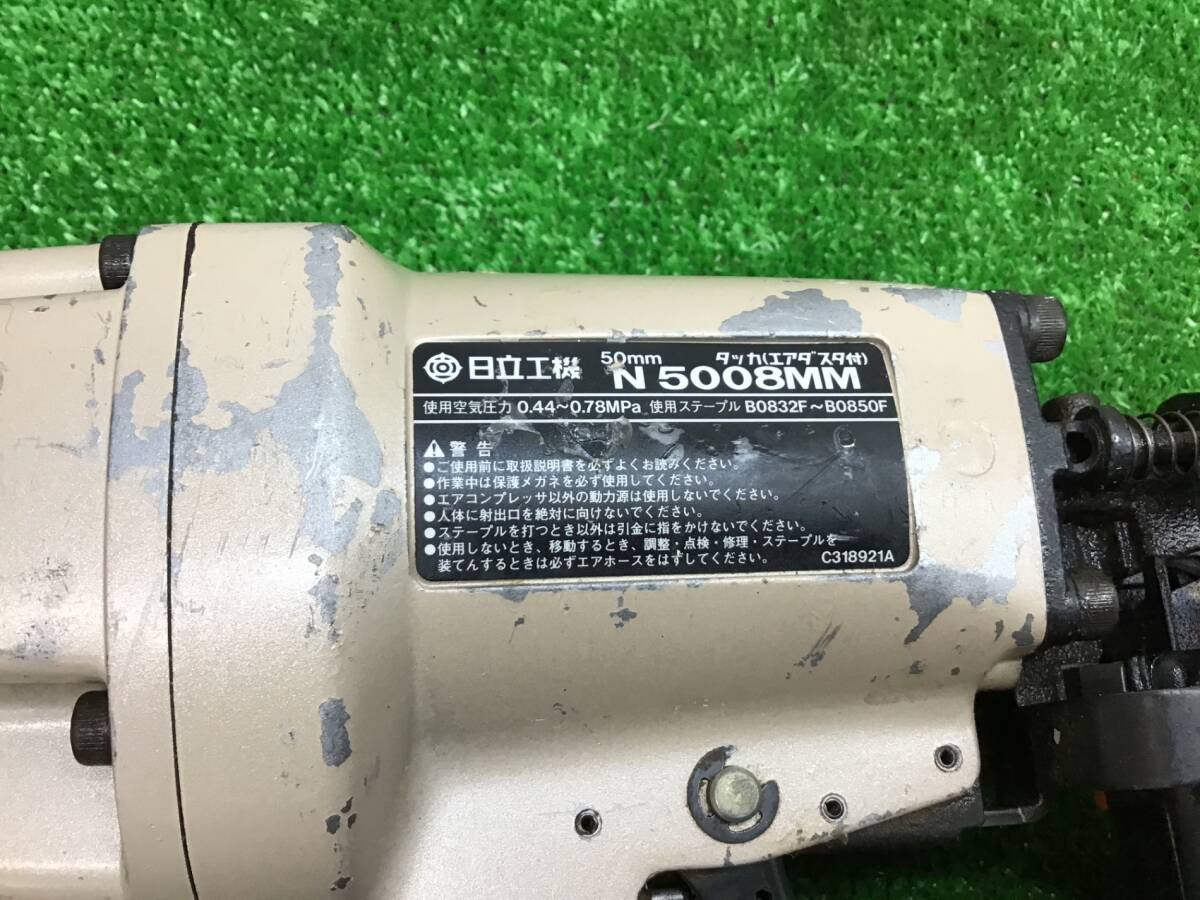 日立工機 50mm タッカ(エアダスタ付)
N 5008MM
使用空気圧力 0.44～0.78MPa 使用ステープル B0832F～B0850F
警告
●ご使用前に取扱説明書を必ずよくお読みください。
●作業中は保護メガネを必ず使用してください。
●エアコンプレッサ以外の動力源は使用しないでください。
●人体に射出口を絶対に向けないでください。
●ステープルを打つとき以外は引金に指をかけないでください。
●使用しないとき、移動するとき、調整・点検・修理・ステープルを
装てんするときは必ずエアホースをはずしてください。
C318921A